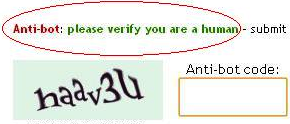 Anti-bot: please verify you are a human - submit
Anti-bot code:
haav3U